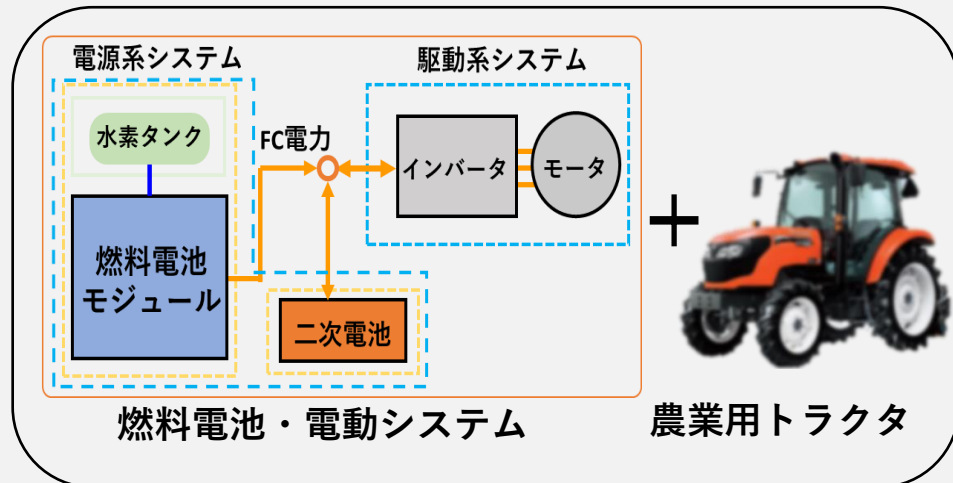 電源系システム
駆動系システム
水素タンク
FC電力
インバータ
モータ
燃料電池
モジュール
二次電池
+
燃料電池・電動システム
農業用トラクタ